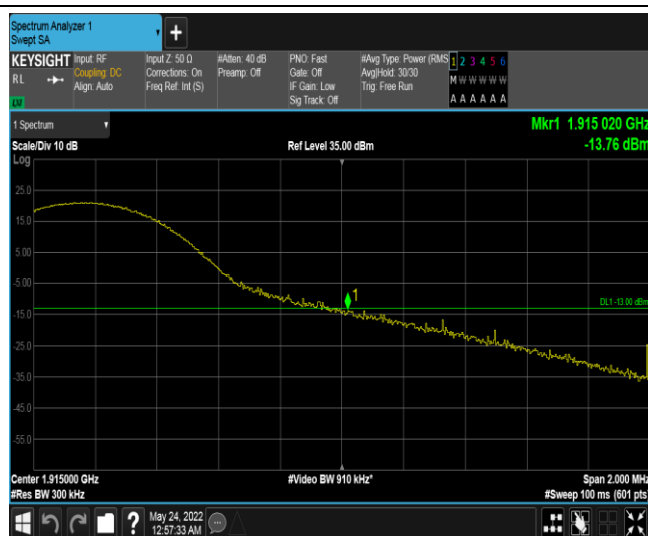 Spectrum Analyzer 1
Swept SA
+
KEYSIGHT
RL
LXI
Input: RF
Coupling: DC
Align: Auto
Input Z: 50 Ω
Corrections: On
Freq Ref: Int (S)
#Atten: 40 dB
Preamp: Off
PNO: Fast
Gate: Off
IF Gain: Low
Sig Track: Off
#Avg Type: Power (RMS
Avg|Hold: 30/30
Trig: Free Run
1 2 3 4 5 6
M W W W W W
A A A A A A
1 Spectrum
Mkr1 1.915 020 GHz
Scale/Div 10 dB
Ref Level 35.00 dBm
-13.76 dBm
Log
25.0
15.0
5.00
-5.00
1
DL1 -13.00 dBm
-15.0
-25.0
-35.0
-45.0
-55.0
Center 1.915000 GHz
#Video BW 910 kHz*
Span 2.000 MHz
#Res BW 300 kHz
#Sweep 100 ms (601 pts)
?
May 24, 2022
12:57:33 AM